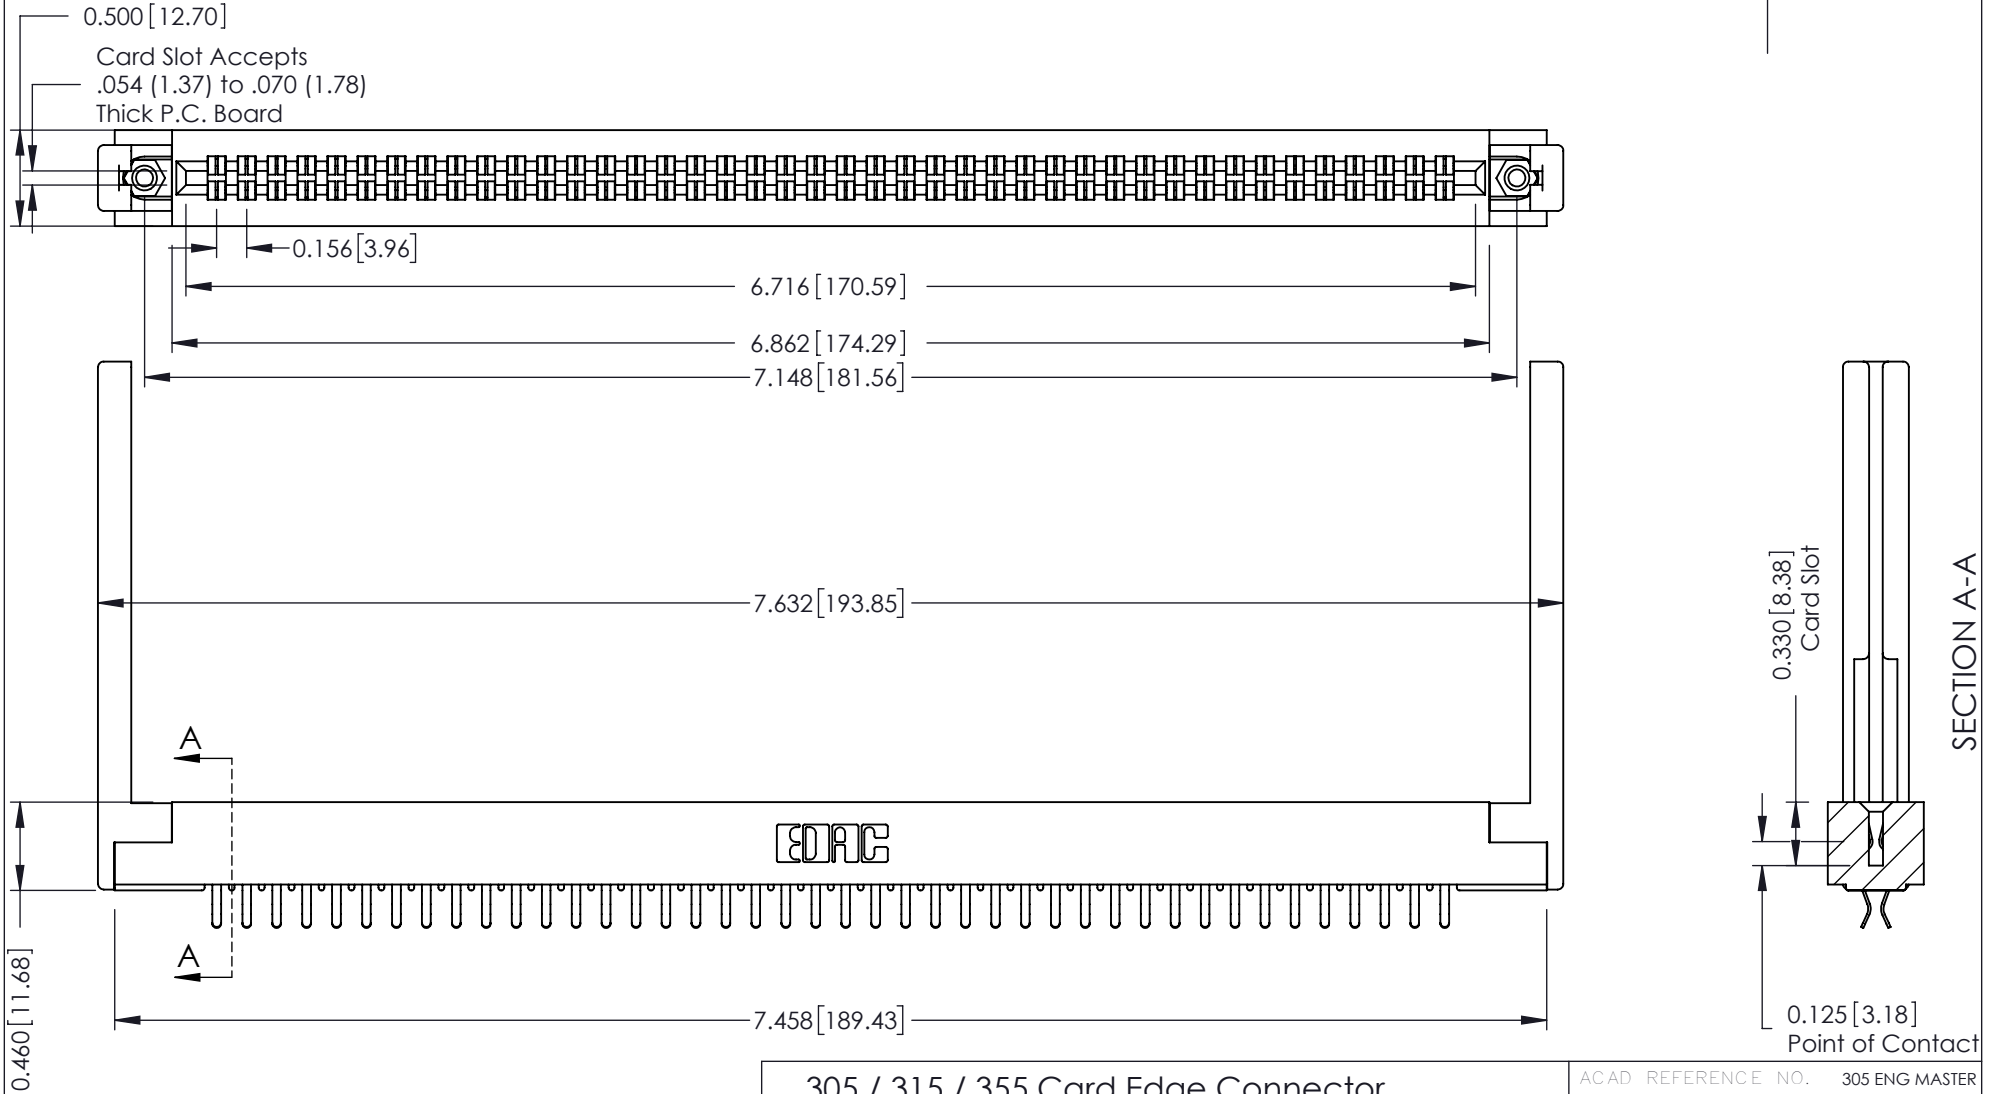 0.500[12.70]
Card Slot Accepts
.054 (1.37) to .070 (1.78)
Thick P.C. Board
0.156[3.96]
6.716[170.59]
6.862[174.29]
7.148[181.56]
7.632[193.85]
0.330[8.38]
Card Slot
SECTION A-A
A
EDAC
A
0.460[11.68]
7.458[189.43]
0.125[3.18]
Point of Contact
305 / 315 / 355 Card Edge Connector
ACAD REFERENCE NO. 305 ENG MASTER